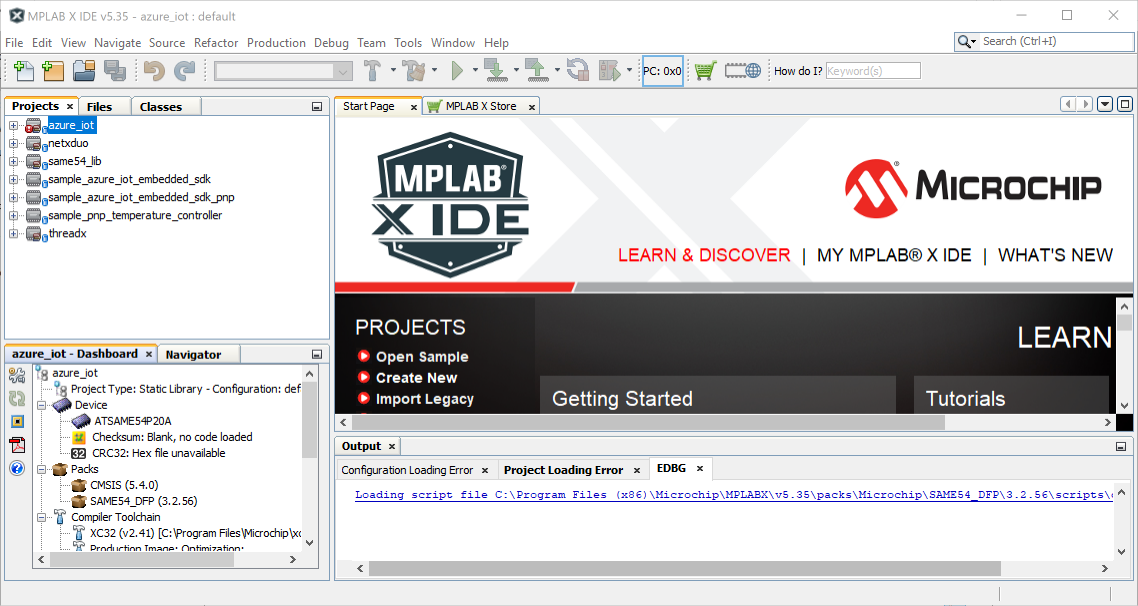 MPLAB X IDE v5.35 - azure_iot : default
File Edit View Navigate Source Refactor Production Debug Team Tools Window Help
Search (Ctrl+I)
PC: 0x0
How do I? Keyword(s)
Projects × Files Classes
azure_iot
netxduo
same54_lib
sample_azure_iot_embedded_sdk
sample_azure_iot_embedded_sdk_pnp
sample_pnp_temperature_controller
threadx
Start Page × MPLAB X Store ×
MPLAB®
X IDE
MICROCHIP
LEARN & DISCOVER | MY MPLAB® X IDE | WHAT'S NEW
PROJECTS
Open Sample
Create New
Import Legacy
LEARN
Getting Started
Tutorials
azure_iot - Dashboard × Navigator
azure_iot
Project Type: Static Library - Configuration: def
Device
ATSAME54P20A
Checksum: Blank, no code loaded
32 CRC32: Hex file unavailable
Packs
CMSIS (5.4.0)
SAME54_DFP (3.2.56)
Compiler Toolchain
XC32 (v2.41) [C:\Program Files\Microchip\xc
Production Image: Optimization:
Output ×
Configuration Loading Error × Project Loading Error × EDBG ×
Loading script file C:\Program Files (x86)\Microchip\MPLABX\v5.35\packs\Microchip\SAME54_DFP\3.2.56\scripts\